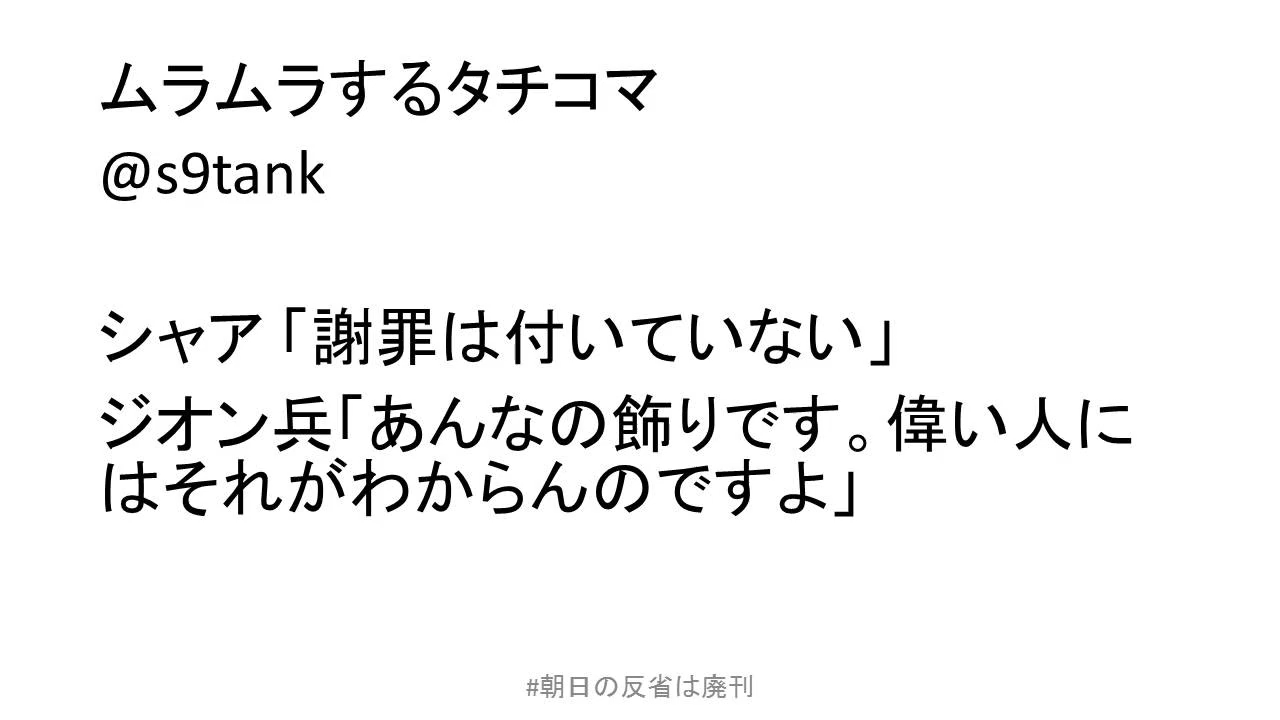 ムラムラするタチコマ
@s9tank
シャア「謝罪は付いていない」
ジオン兵「あんなの飾りです。偉い人に
はそれがわからんのですよ」
#朝日の反省は廃刊